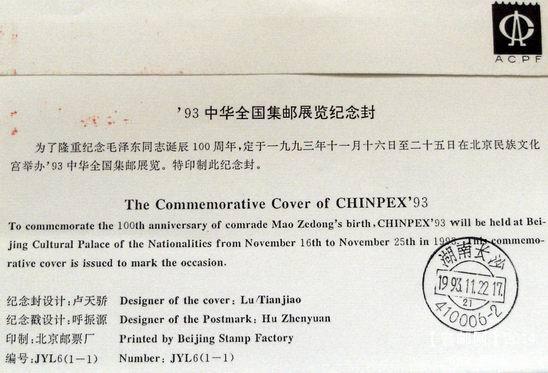 ACPF
'93中华全国集邮展览纪念封
为了隆重纪念毛泽东同志诞辰100周年，定于一九九三年十一月十六日至二十五日在北京民族文化
宫举办'93中华全国集邮展览。特印制此纪念封。
The Commemorative Cover of CHINPEX'93
To commemorate the 100th anniversary of comrade Mao Zedong's birth, CHINPEX'93 will be held at Bei-
jing Cultural Palace of the Nationalities from November 16th to November 25th in 1993. This commemo-
rative cover is issued to mark the occasion.
纪念封设计：卢天骄 Designer of the cover: Lu Tianjiao
纪念戳设计：呼振源 Designer of the Postmark: Hu Zhenyuan
印制：北京邮票厂 Printed by Beijing Stamp Factory
编号：JYL6(1-1) Number: JYL6(1-1)
湖南长沙
1993.11.22.17.
21
410006-2